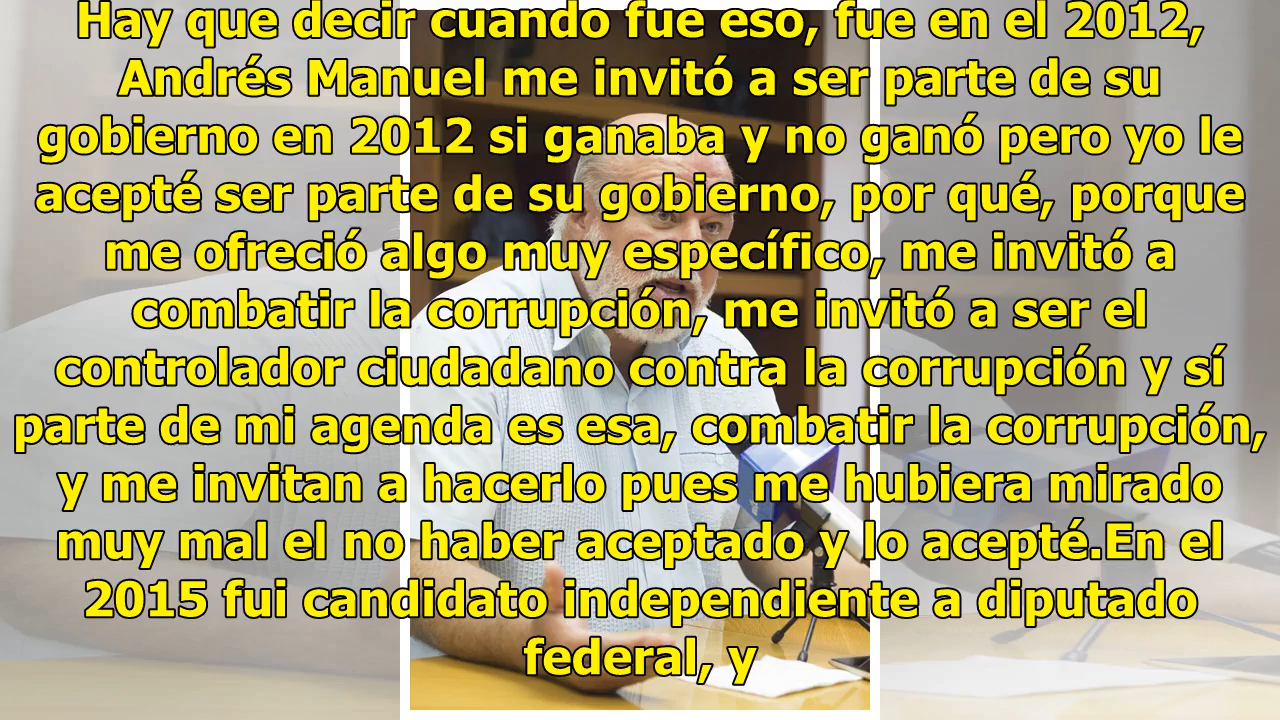 Hay que decir cuando fue eso, fue en el 2012,
Andrés Manuel me invitó a ser parte de su
gobierno en 2012 si ganaba y no ganó pero yo le
acepté ser parte de su gobierno, por qué, porque
me ofreció algo muy específico, me invitó a
combatir la corrupción, me invitó a ser el
controlador ciudadano contra la corrupción y sí
parte de mi agenda es esa, combatir la corrupción,
y me invitan a hacerlo pues me hubiera mirado
muy mal el no haber aceptado y lo acepté.En el
2015 fui candidato independiente a diputado
federal, y